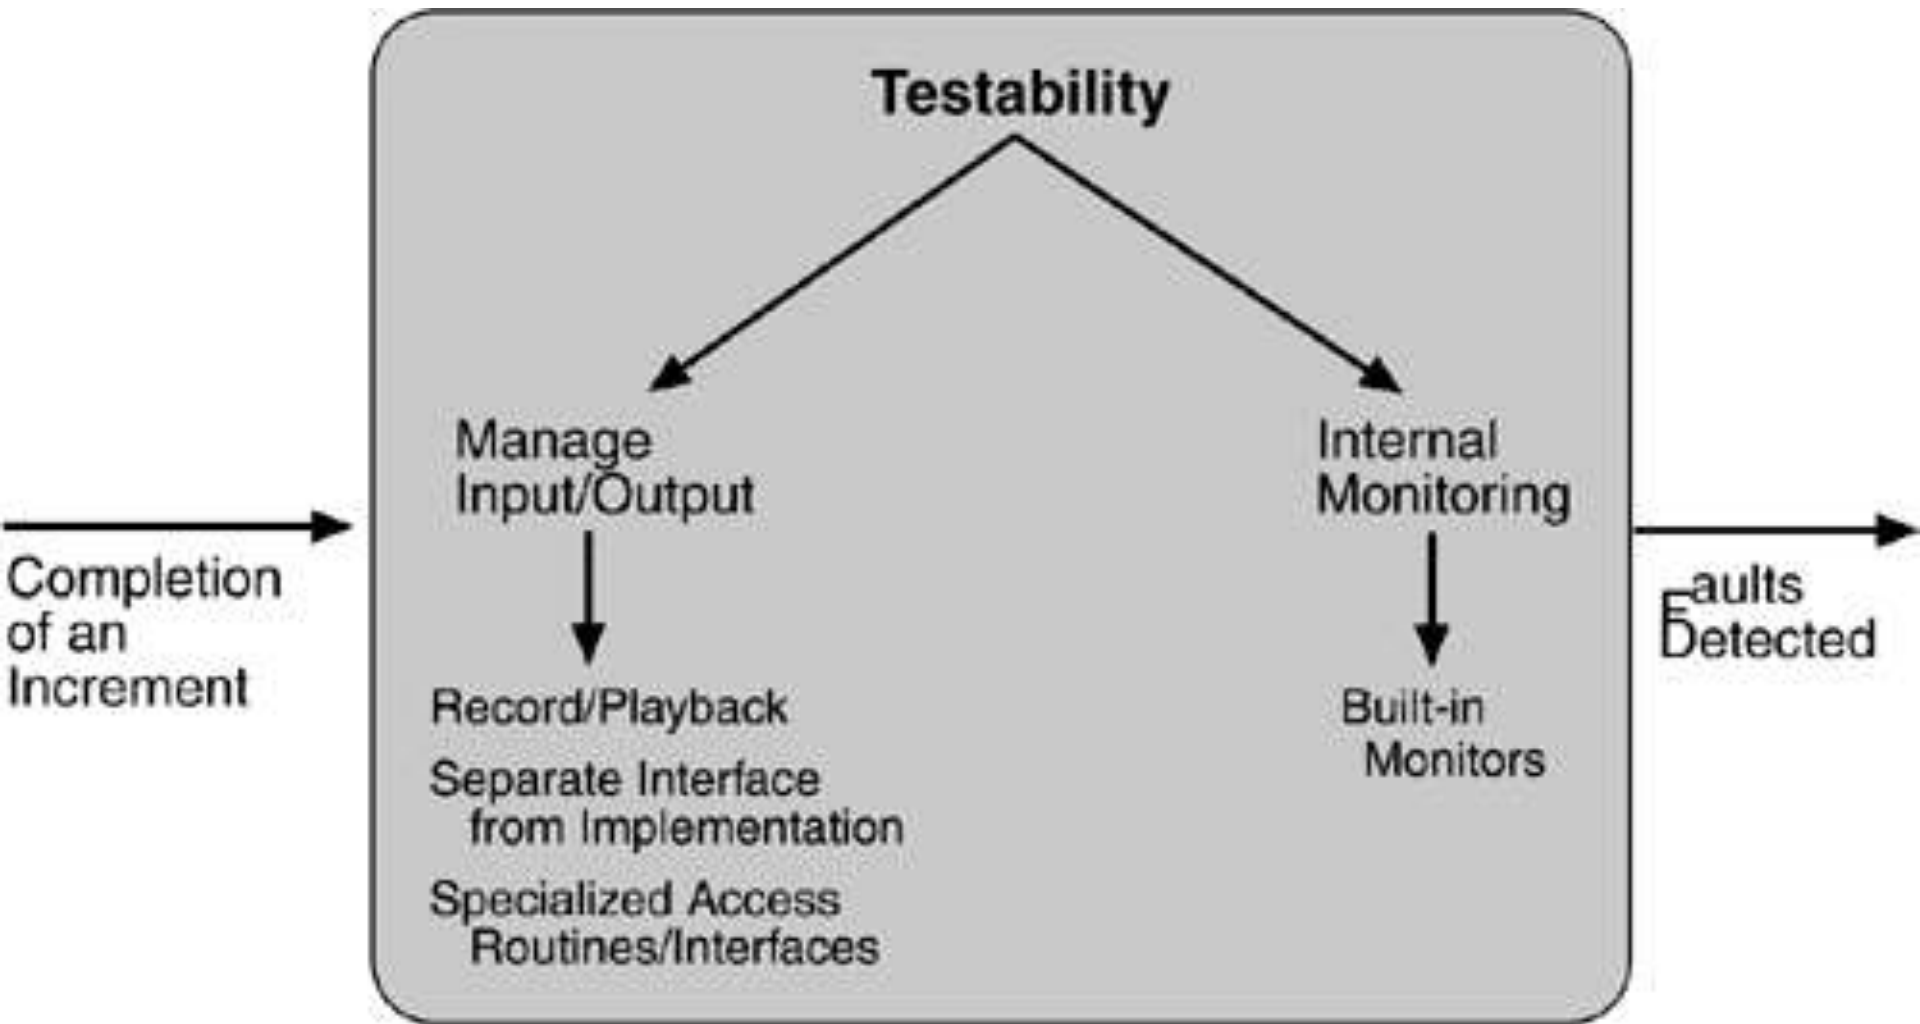 Testability
Manage
Input/Output
Internal
Monitoring
Completion
of an
Increment
Faults
Detected
Record/Playback
Separate Interface
from Implementation
Specialized Access
Routines/Interfaces
Built-in
Monitors